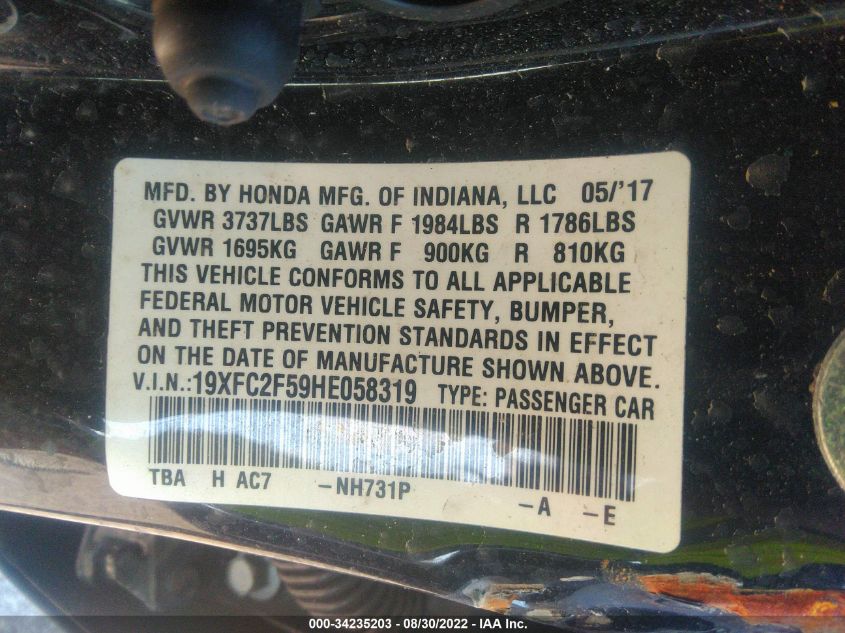 MFD. BY HONDA MFG. OF INDIANA, LLC 05/'17
GVWR 3737LBS GAWR F 1984LBS R 1786LBS
GVWR 1695KG GAWR F 900KG R 810KG
THIS VEHICLE CONFORMS TO ALL APPLICABLE
FEDERAL MOTOR VEHICLE SAFETY, BUMPER,
AND THEFT PREVENTION STANDARDS IN EFFECT
ON THE DATE OF MANUFACTURE SHOWN ABOVE.
V.I.N.:19XFC2F59HE058319 TYPE: PASSENGER CAR
TBA H AC7 -NH731P -A -E
000-34235203 - 08/30/2022 - IAA Inc.